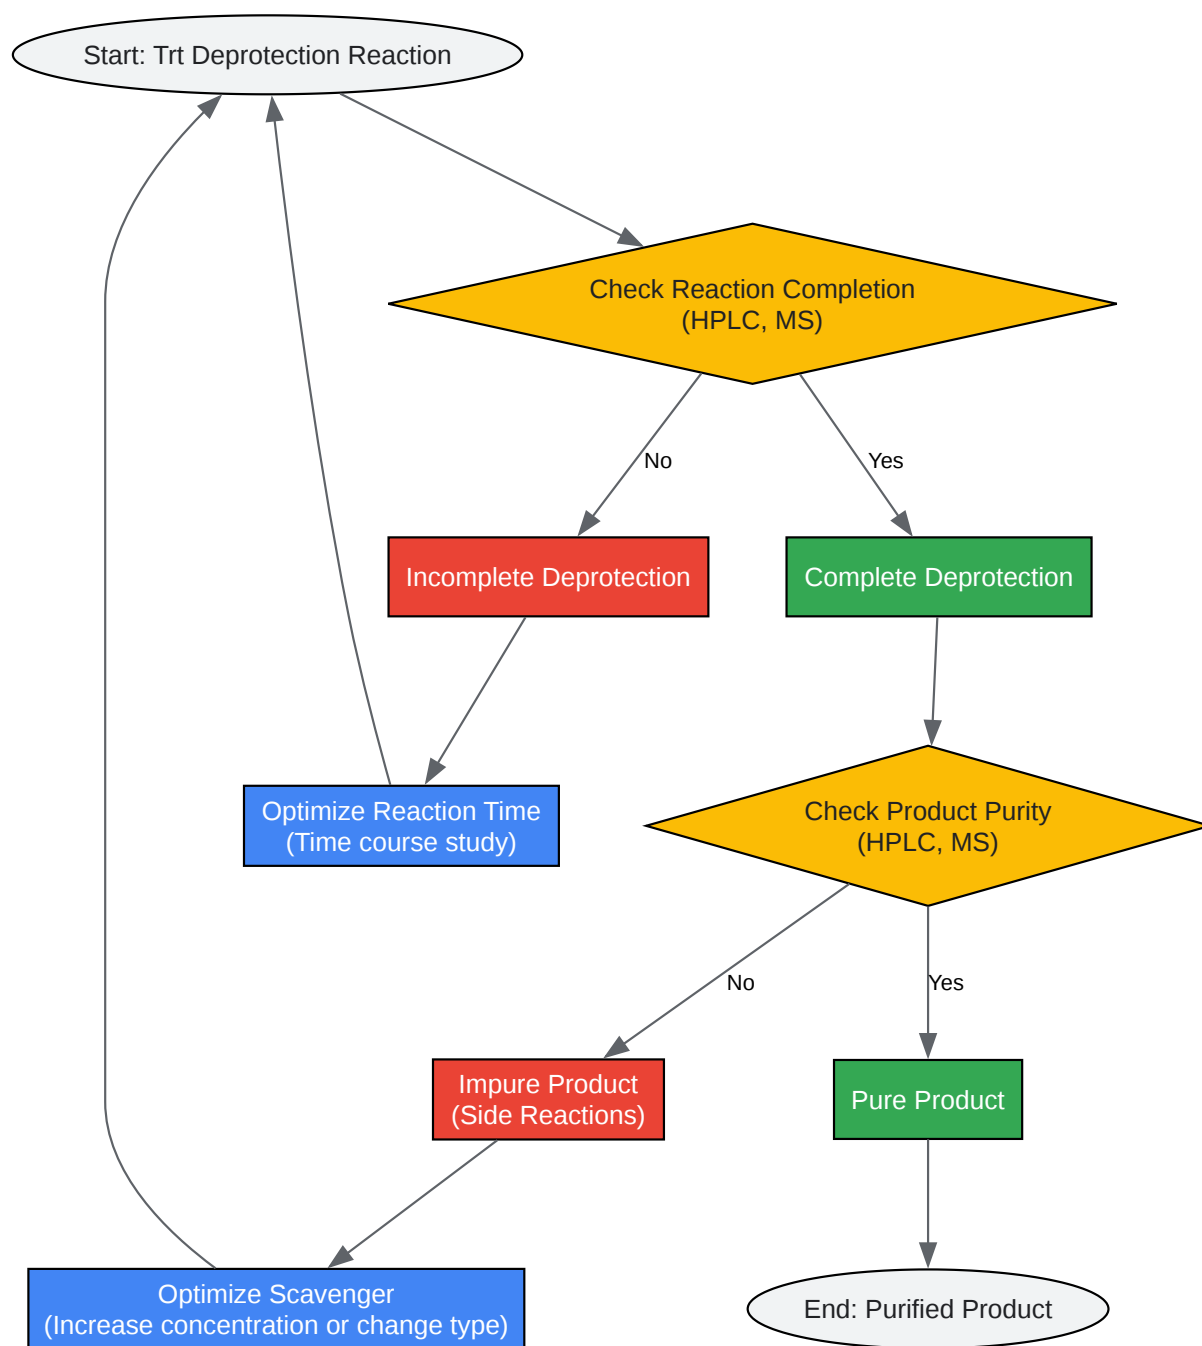 Start: Trt Deprotection Reaction
Check Reaction Completion
(HPLC, MS)
No
Yes
Incomplete Deprotection
Complete Deprotection
Optimize Reaction Time
(Time course study)
Check Product Purity
(HPLC, MS)
No
Yes
Impure Product
(Side Reactions)
Pure Product
Optimize Scavenger
(Increase concentration or change type)
End: Purified Product